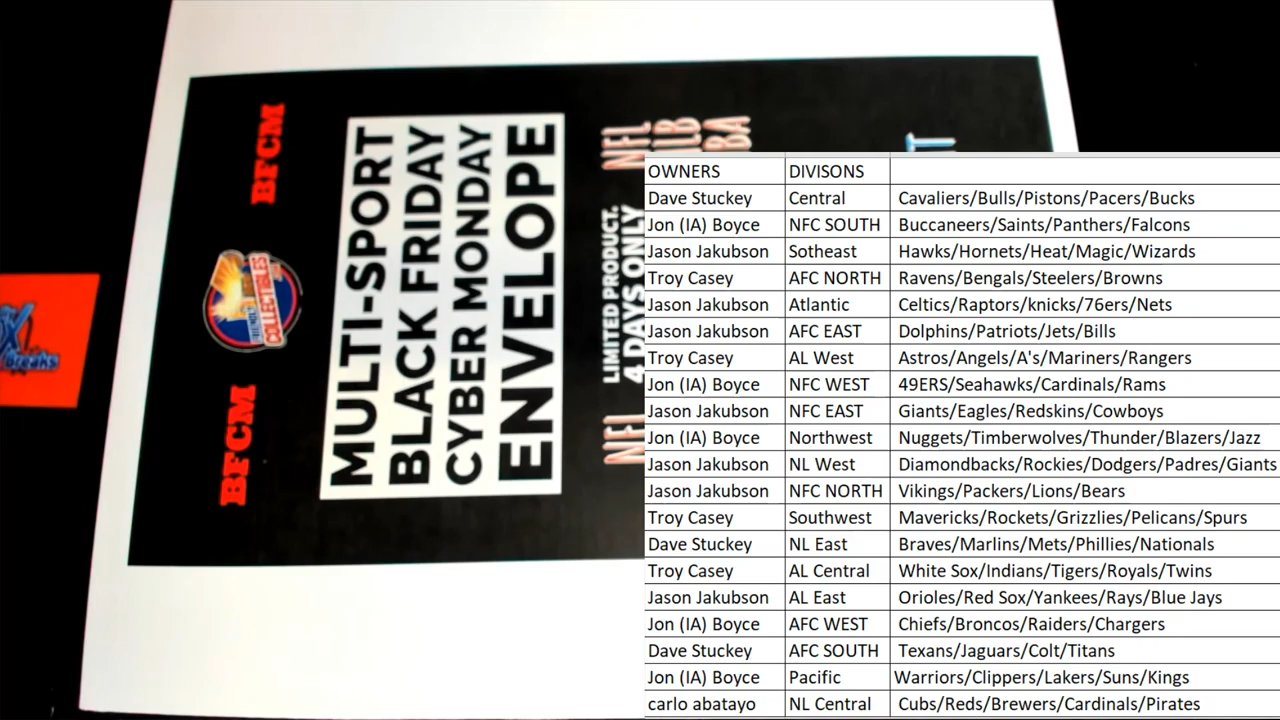 BFCM
BFCM
COLLECTIBLES
MULTI-SPORT
BLACK FRIDAY
CYBER MONDAY
ENVELOPE
LIMITED PRODUCT.
4 DAYS ONLY
NFL
NFL
Breaks
OWNERS DIVISONS
Dave Stuckey Central Cavaliers/Bulls/Pistons/Pacers/Bucks
Jon (IA) Boyce NFC SOUTH Buccaneers/Saints/Panthers/Falcons
Jason Jakubson Sotheast Hawks/Hornets/Heat/Magic/Wizards
Troy Casey AFC NORTH Ravens/Bengals/Steelers/Browns
Jason Jakubson Atlantic Celtics/Raptors/knicks/76ers/Nets
Jason Jakubson AFC EAST Dolphins/Patriots/Jets/Bills
Troy Casey AL West Astros/Angels/A's/Mariners/Rangers
Jon (IA) Boyce NFC WEST 49ERS/Seahawks/Cardinals/Rams
Jason Jakubson NFC EAST Giants/Eagles/Redskins/Cowboys
Jon (IA) Boyce Northwest Nuggets/Timberwolves/Thunder/Blazers/Jazz
Jason Jakubson NL West Diamondbacks/Rockies/Dodgers/Padres/Giants
Jason Jakubson NFC NORTH Vikings/Packers/Lions/Bears
Troy Casey Southwest Mavericks/Rockets/Grizzlies/Pelicans/Spurs
Dave Stuckey NL East Braves/Marlins/Mets/Phillies/Nationals
Troy Casey AL Central White Sox/Indians/Tigers/Royals/Twins
Jason Jakubson AL East Orioles/Red Sox/Yankees/Rays/Blue Jays
Jon (IA) Boyce AFC WEST Chiefs/Broncos/Raiders/Chargers
Dave Stuckey AFC SOUTH Texans/Jaguars/Colt/Titans
Jon (IA) Boyce Pacific Warriors/Clippers/Lakers/Suns/Kings
carlo abatayo NL Central Cubs/Reds/Brewers/Cardinals/Pirates